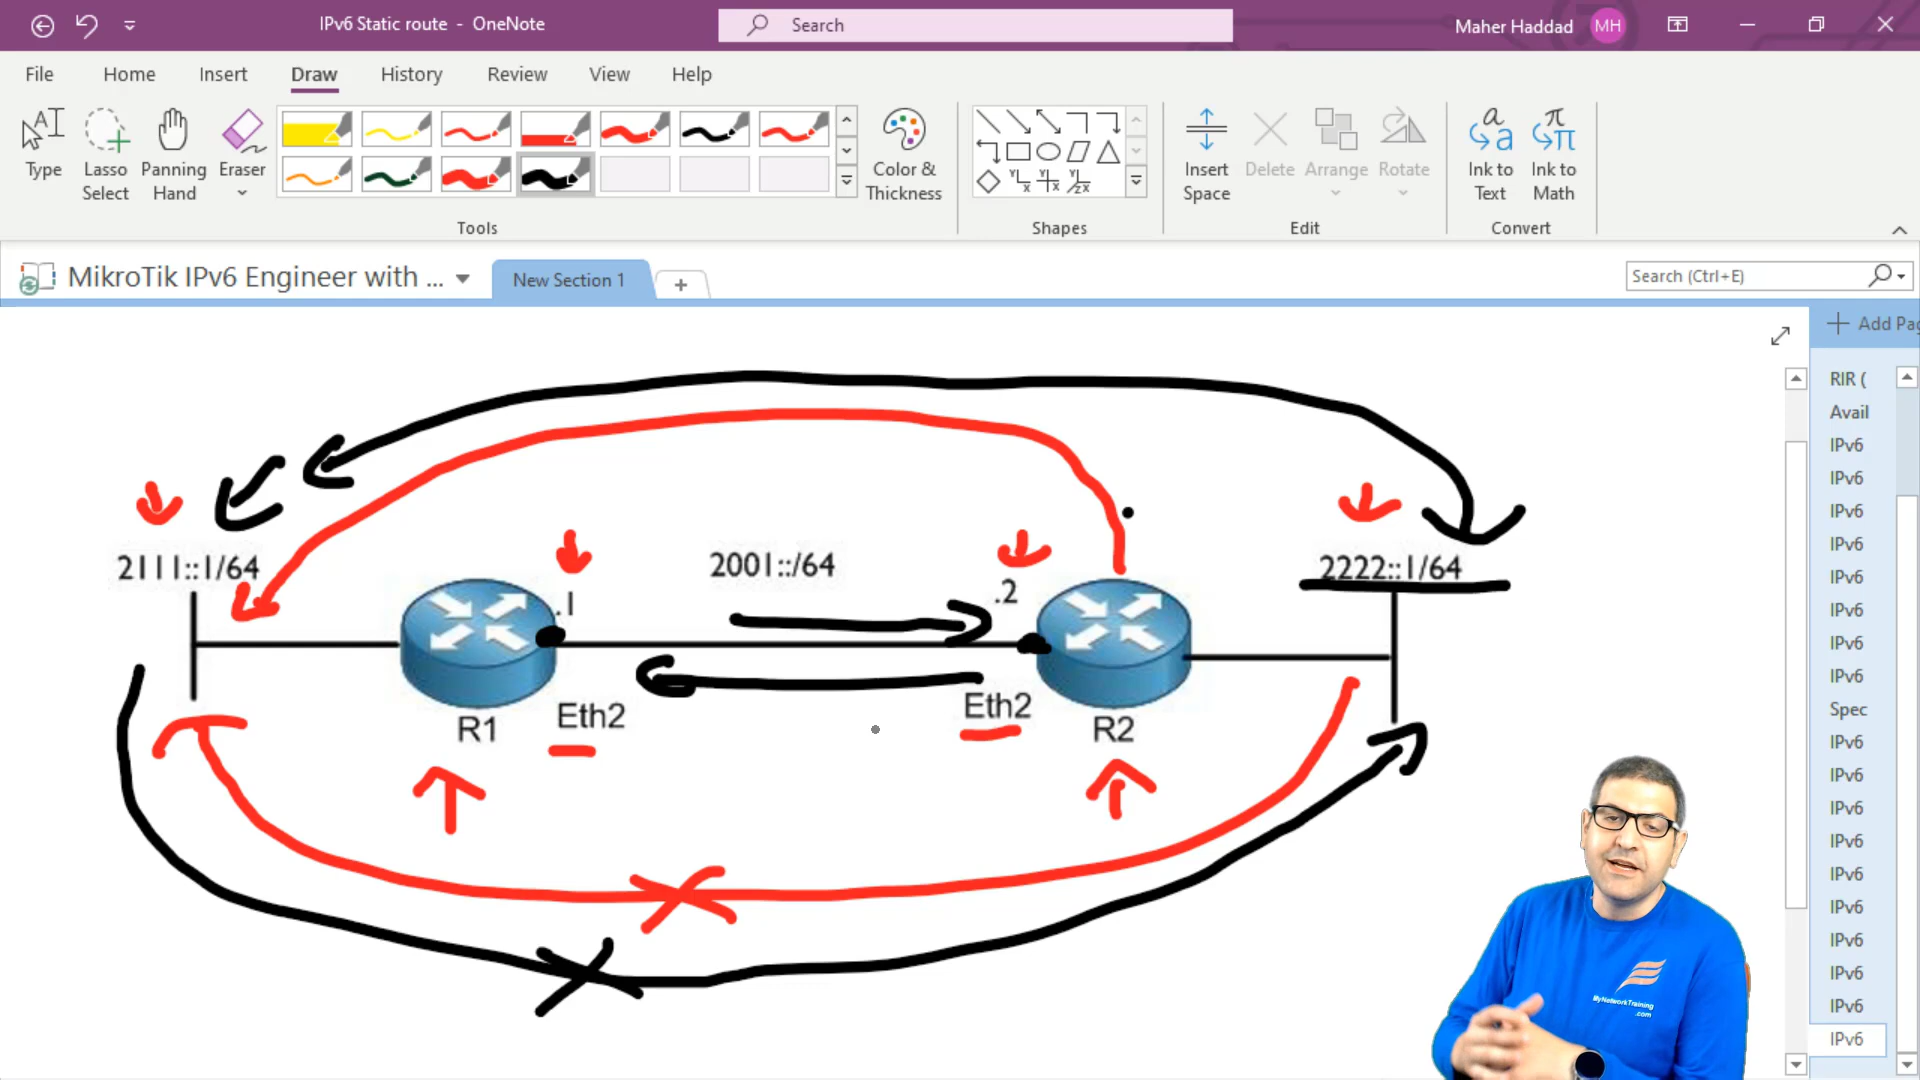 IPv6 Static route - OneNote
Search
Maher Haddad
MH
File Home Insert Draw History Review View Help
Type
Lasso Select
Panning Hand
Eraser
Color & Thickness
Insert Space
Delete
Arrange
Rotate
Ink to Text
Ink to Math
Tools
Shapes
Edit
Convert
MikroTik IPv6 Engineer with ...
New Section 1
Search (Ctrl+E)
Add Pag
RIR (
Avail
IPv6
IPv6
IPv6
IPv6
IPv6
IPv6
IPv6
IPv6
Spec
IPv6
IPv6
IPv6
IPv6
IPv6
IPv6
IPv6
IPv6
IPv6
IPv6
2111::1/64
2001::/64
2222::1/64
.1
.2
Eth2
Eth2
R1
R2
MyNetworkTraining
.com